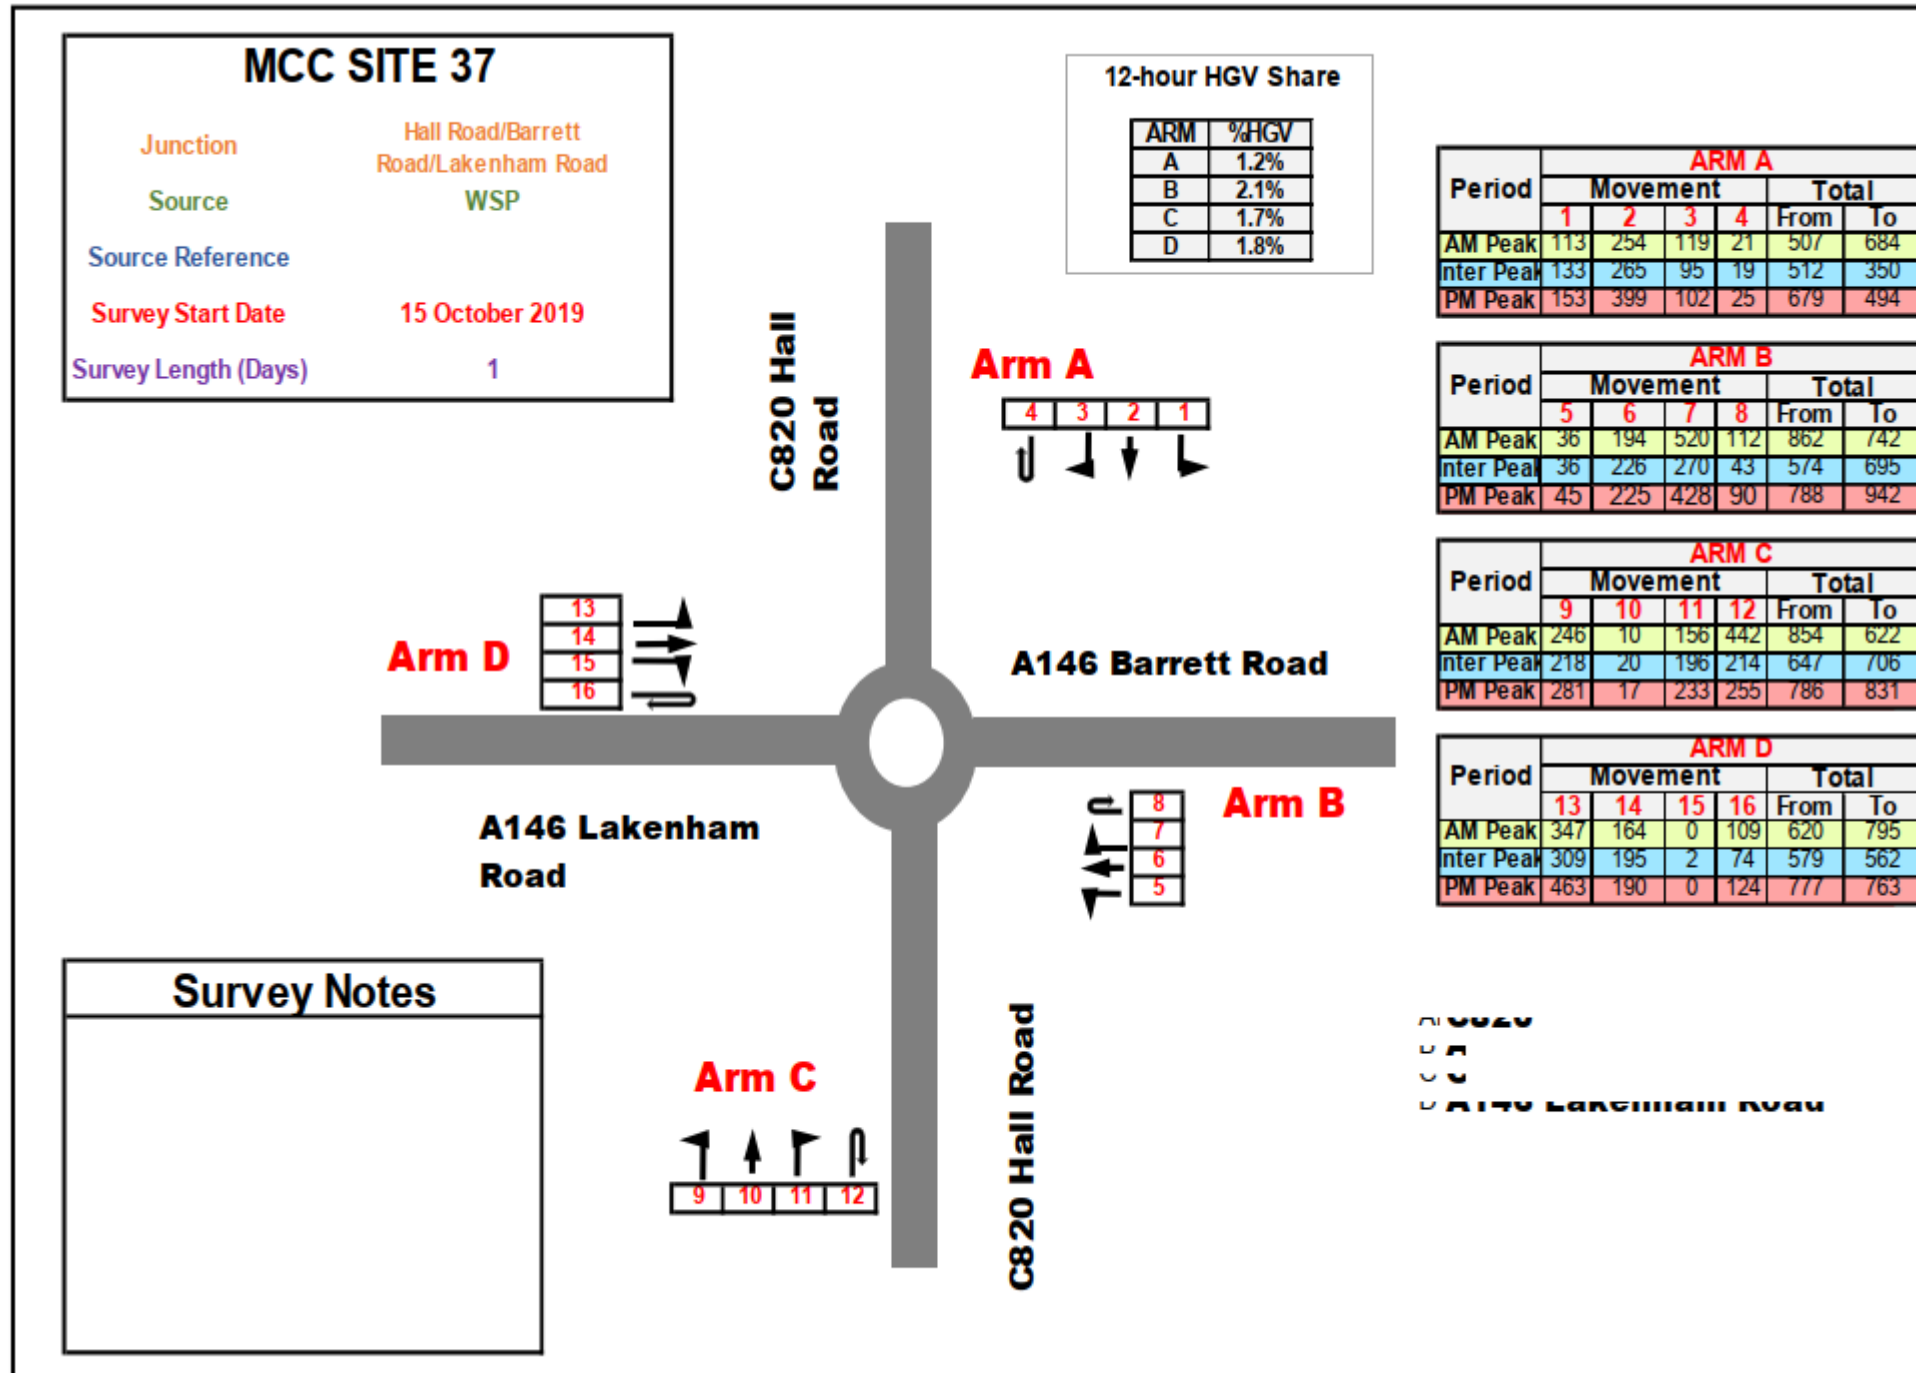 MCC SITE 37
Junction
Hall Road/Barrett
Road/Lakenham Road
Source WSP
Source Reference
Survey Start Date 15 October 2019
Survey Length (Days) 1
12-hour HGV Share
ARM %HGV
A 1.2%
B 2.1%
C 1.7%
D 1.8%
C820 Hall
Road
Arm A
4 3 2 1
Arm D
13
14
15
16
A146 Barrett Road
A146 Lakenham
Road
Arm B
8
7
6
5
Arm C
9 10 11 12
C820 Hall Road
Survey Notes
ARM A
Period Movement Total
1 2 3 4 From To
AM Peak 113 254 119 21 507 684
Inter Peak 133 265 95 19 512 350
PM Peak 153 399 102 25 679 494
ARM B
Period Movement Total
5 6 7 8 From To
AM Peak 36 194 520 112 862 742
Inter Peak 36 226 270 43 574 695
PM Peak 45 225 428 90 788 942
ARM C
Period Movement Total
9 10 11 12 From To
AM Peak 246 10 156 442 854 622
Inter Peak 218 20 196 214 647 706
PM Peak 281 17 233 255 786 831
ARM D
Period Movement Total
13 14 15 16 From To
AM Peak 347 164 0 109 620 795
Inter Peak 309 195 2 74 579 562
PM Peak 463 190 0 124 777 763
C820
A146 Lakenham Road